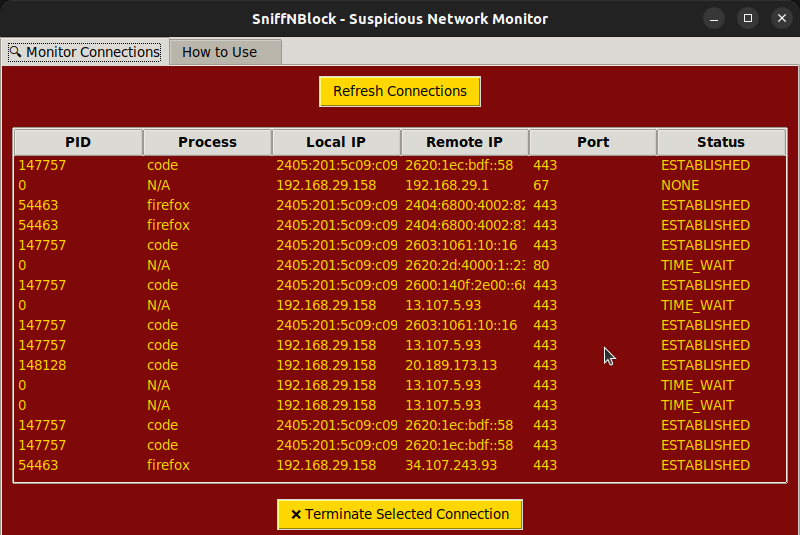 SniffNBlock - Suspicious Network Monitor
Monitor Connections How to Use
Refresh Connections
PID Process Local IP Remote IP Port Status
147757 code 2405:201:5c09:c09 2620:1ec:bdf::58 443 ESTABLISHED
0 N/A 192.168.29.158 192.168.29.1 67 NONE
54463 firefox 2405:201:5c09:c09 2404:6800:4002:82 443 ESTABLISHED
54463 firefox 2405:201:5c09:c09 2404:6800:4002:81 443 ESTABLISHED
147757 code 2405:201:5c09:c09 2603:1061:10::16 443 ESTABLISHED
0 N/A 2405:201:5c09:c09 2620:2d:4000:1::23 80 TIME_WAIT
147757 code 2405:201:5c09:c09 2600:140f:2e00::68 443 ESTABLISHED
0 N/A 192.168.29.158 13.107.5.93 443 TIME_WAIT
147757 code 2405:201:5c09:c09 2603:1061:10::16 443 ESTABLISHED
147757 code 192.168.29.158 13.107.5.93 443 ESTABLISHED
148128 code 192.168.29.158 20.189.173.13 443 ESTABLISHED
0 N/A 192.168.29.158 13.107.5.93 443 TIME_WAIT
0 N/A 192.168.29.158 13.107.5.93 443 TIME_WAIT
147757 code 2405:201:5c09:c09 2620:1ec:bdf::58 443 ESTABLISHED
147757 code 2405:201:5c09:c09 2620:1ec:bdf::58 443 ESTABLISHED
54463 firefox 192.168.29.158 34.107.243.93 443 ESTABLISHED
Terminate Selected Connection